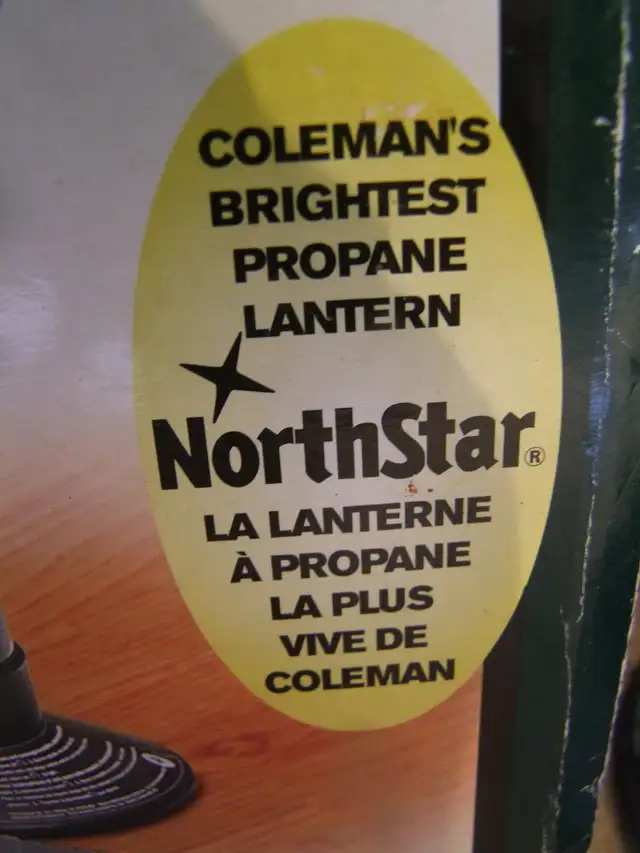 COLEMAN'S
BRIGHTEST
PROPANE
LANTERN
NorthStar®
LA LANTERNE
À PROPANE
LA PLUS
VIVE DE
COLEMAN